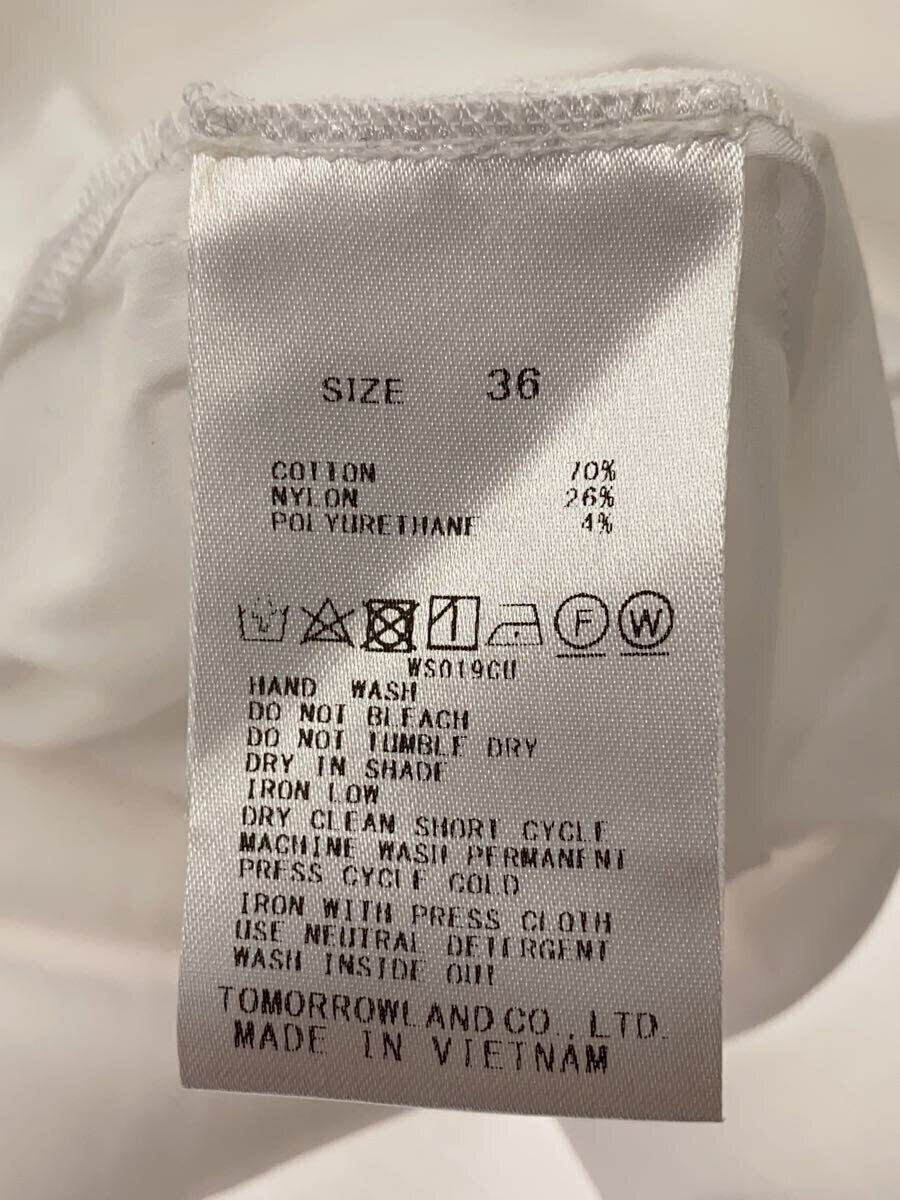 SIZE 36
COTTON 70%
NYLON 26%
POLYURETHANE 4%
F W
WS019CU
HAND WASH
DO NOT BLEACH
DO NOT TUMBLE DRY
DRY IN SHADE
IRON LOW
DRY CLEAN SHORT CYCLE
MACHINE WASH PERMANENT
PRESS CYCLE COLD
IRON WITH PRESS CLOTH
USE NEUTRAL DETERGENT
WASH INSIDE OUT
TOMORROWLAND CO., LTD.
MADE IN VIETNAM